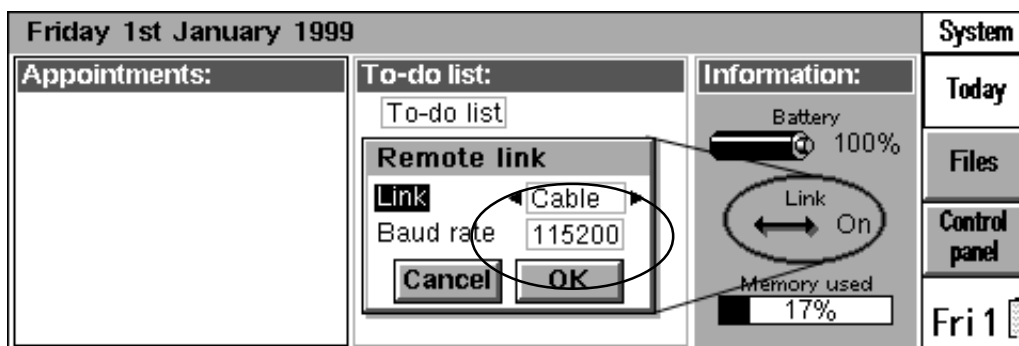 Friday 1st January 1999
Appointments:
To-do list:
To-do list
Remote link
Link Cable
Baud rate 115200
Cancel OK
Information:
Battery
100%
Link
On
Memory used
17%
System
Today
Files
Control
panel
Fri 1